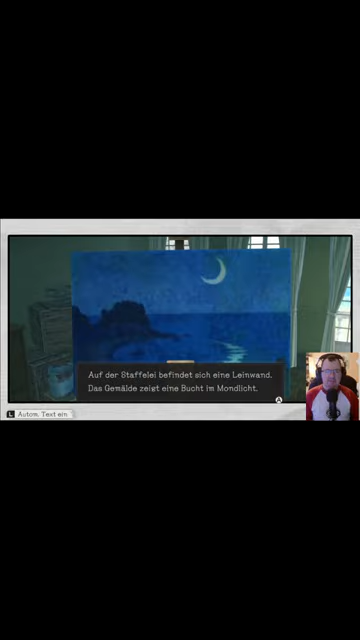 Auf der Staffelei befindet sich eine Leinwand.
Das Gemälde zeigt eine Bucht im Mondlicht.
A
L Autom. Text ein